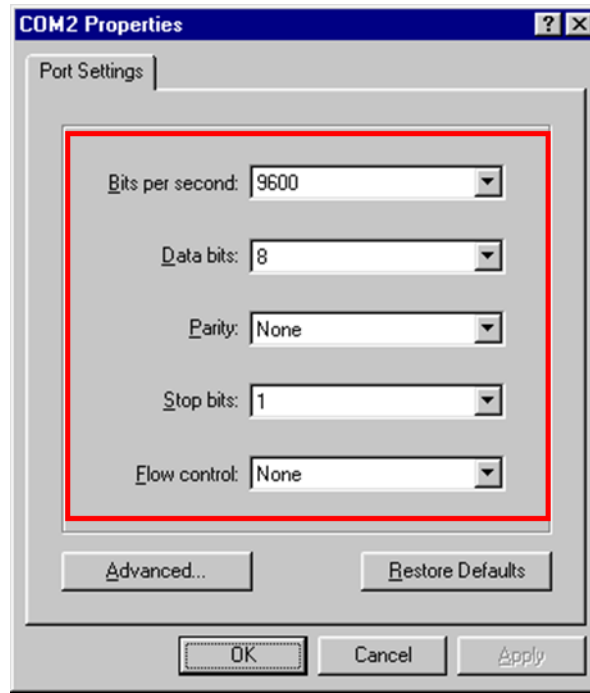 COM2 Properties
Port Settings
Bits per second: 9600
Data bits: 8
Parity: None
Stop bits: 1
Flow control: None
Advanced... Restore Defaults
OK Cancel Apply